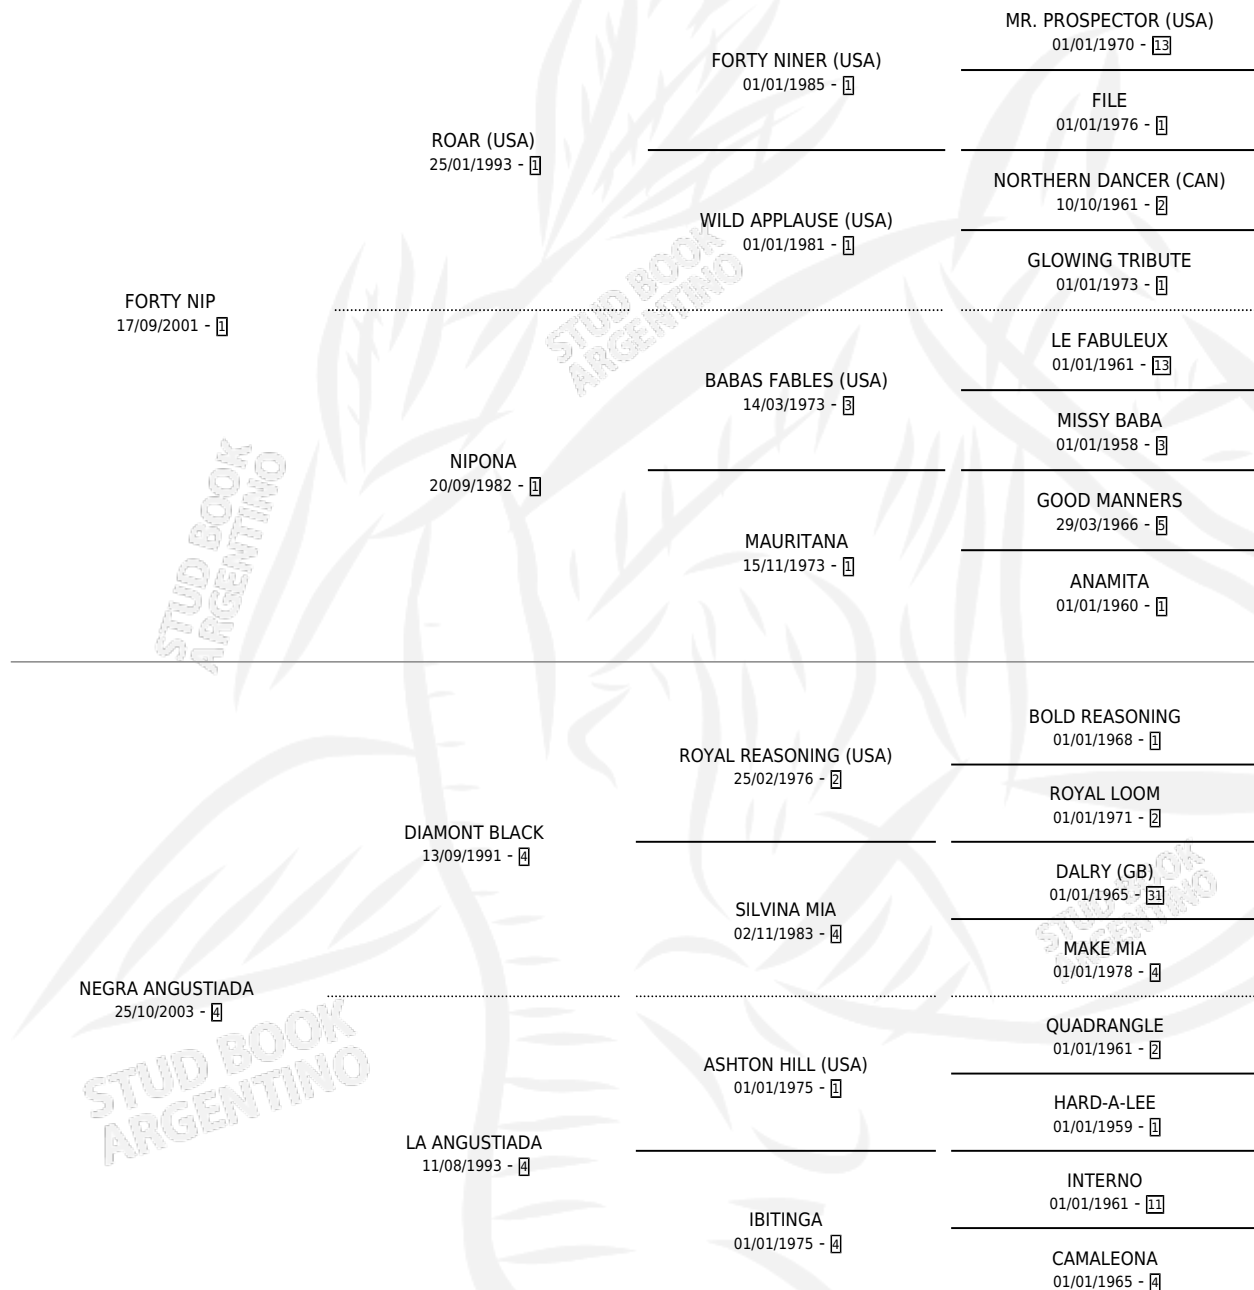 MR. PROSPECTOR (USA)
01/01/1970 - 13
FORTY NINER (USA)
01/01/1985 - 1
FILE
01/01/1976 - 1
ROAR (USA)
25/01/1993 - 1
NORTHERN DANCER (CAN)
10/10/1961 - 2
WILD APPLAUSE (USA)
01/01/1981 - 1
GLOWING TRIBUTE
01/01/1973 - 1
FORTY NIP
17/09/2001 - 1
STUD BOOK
ARGENTINO
LE FABULEUX
01/01/1961 - 13
BABAS FABLES (USA)
14/03/1973 - 3
MISSY BABA
01/01/1958 - 3
NIPONA
20/09/1982 - 1
GOOD MANNERS
29/03/1966 - 5
MAURITANA
15/11/1973 - 1
ANAMITA
01/01/1960 - 1
STUD BOOK
ARGENTINO
BOLD REASONING
01/01/1968 - 1
ROYAL REASONING (USA)
25/02/1976 - 2
ROYAL LOOM
01/01/1971 - 2
DIAMONT BLACK
13/09/1991 - 4
DALRY (GB)
01/01/1965 - 31
SILVINA MIA
02/11/1983 - 4
STUD BOOK
ARGENTINO
MAKE MIA
01/01/1978 - 4
NEGRA ANGUSTIADA
25/10/2003 - 4
STUD BOOK
ARGENTINO
QUADRANGLE
01/01/1961 - 2
ASHTON HILL (USA)
01/01/1975 - 1
HARD-A-LEE
01/01/1959 - 1
LA ANGUSTIADA
11/08/1993 - 4
INTERNO
01/01/1961 - 11
IBITINGA
01/01/1975 - 4
CAMALEONA
01/01/1965 - 4